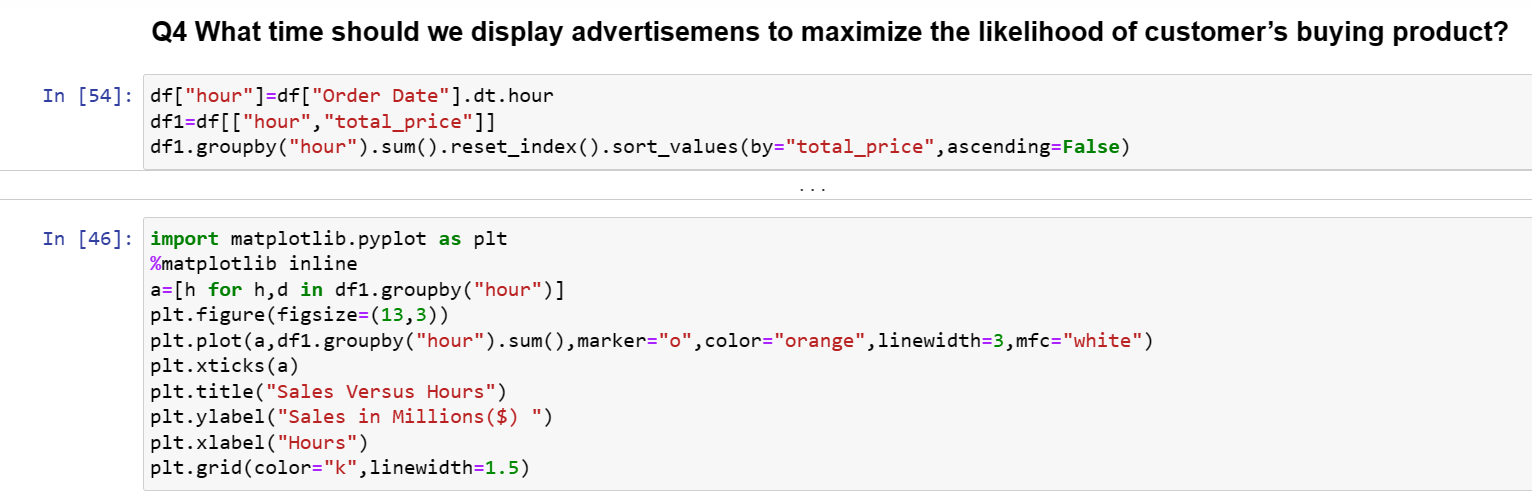 Q4 What time should we display advertisemens to maximize the likelihood of customer’s buying product?
In [54]: df["hour"]=df["Order Date"].dt.hour
df1=df[["hour","total_price"]]
df1.groupby("hour").sum().reset_index().sort_values(by="total_price",ascending=False)
...
In [46]: import matplotlib.pyplot as plt
%matplotlib inline
a=[h for h,d in df1.groupby("hour")]
plt.figure(figsize=(13,3))
plt.plot(a,df1.groupby("hour").sum(),marker="o",color="orange",linewidth=3,mfc="white")
plt.xticks(a)
plt.title("Sales Versus Hours")
plt.ylabel("Sales in Millions($) ")
plt.xlabel("Hours")
plt.grid(color="k",linewidth=1.5)